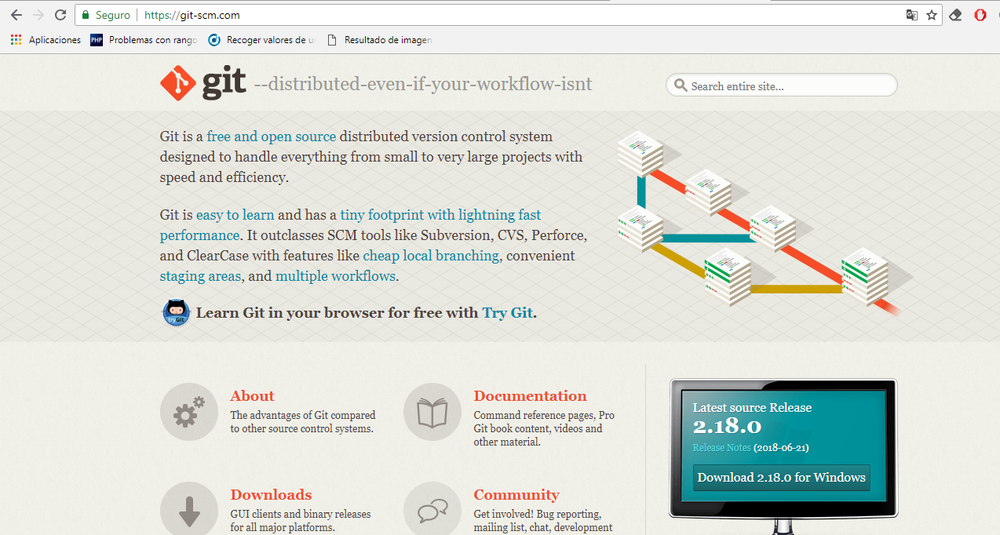 Seguro https://git-scm.com
Aplicaciones PHP Problemas con rango Recoger valores de u Resultado de imagen
git --distributed-even-if-your-workflow-isnt
Search entire site...
Git is a free and open source distributed version control system
designed to handle everything from small to very large projects with
speed and efficiency.
Git is easy to learn and has a tiny footprint with lightning fast
performance. It outclasses SCM tools like Subversion, CVS, Perforce,
and ClearCase with features like cheap local branching, convenient
staging areas, and multiple workflows.
tryGit
Learn Git in your browser for free with Try Git.
About
The advantages of Git compared
to other source control systems.
Documentation
Command reference pages, Pro
Git book content, videos and
other material.
Downloads
GUI clients and binary releases
for all major platforms.
Community
Get involved! Bug reporting,
mailing list, chat, development
Latest source Release
2.18.0
Release Notes (2018-06-21)
Download 2.18.0 for Windows